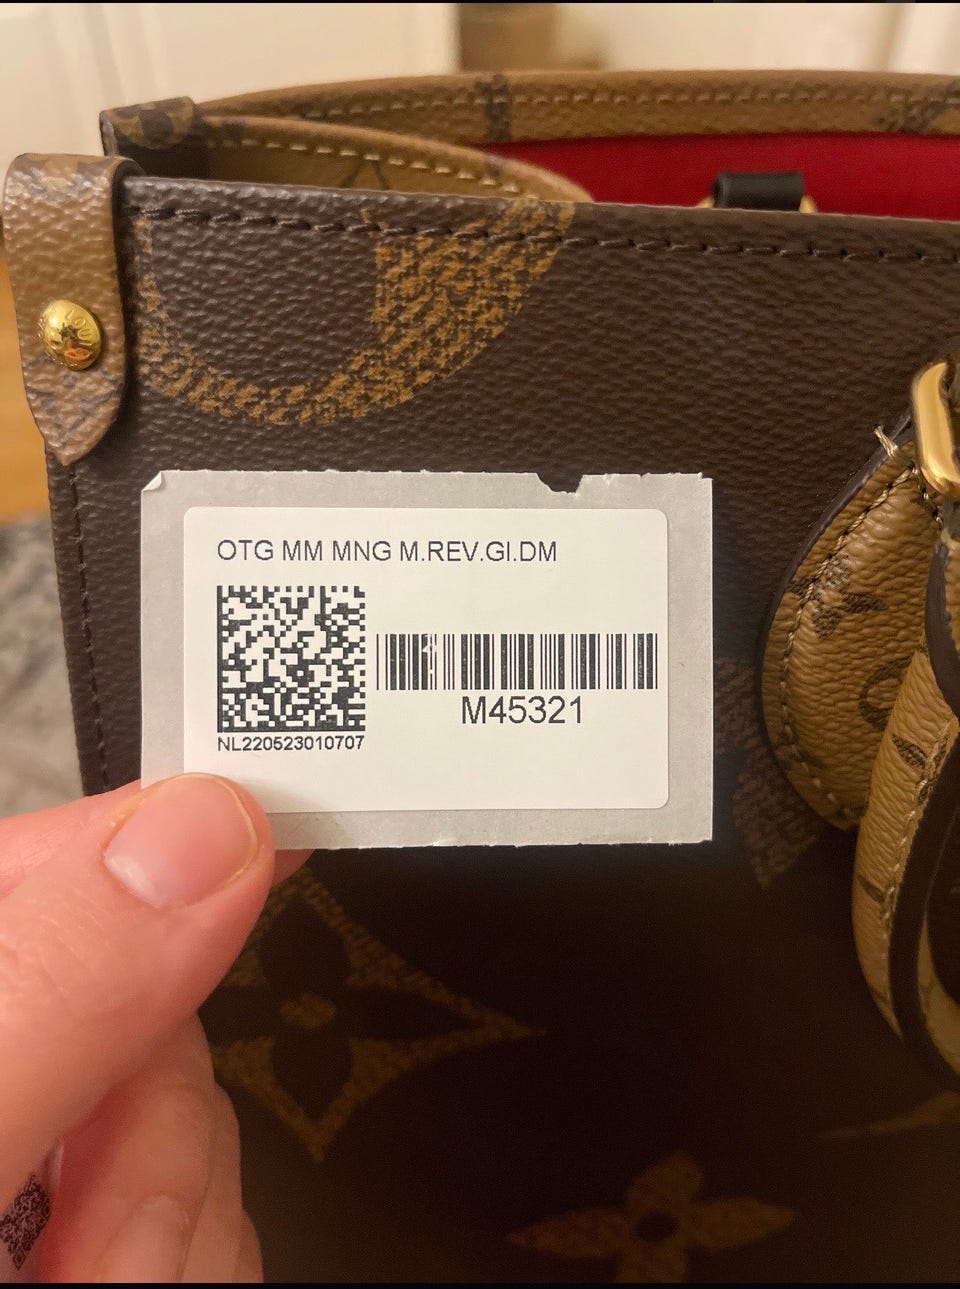 OTG MM MNG M.REV.GI.DM
NL220523010707
M45321